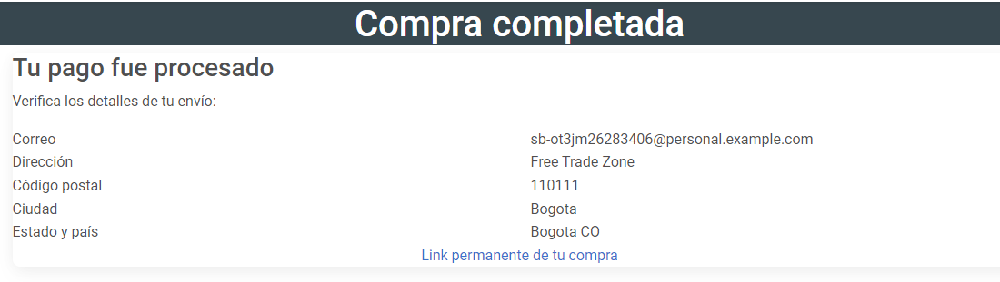 Compra completada
Tu pago fue procesado
Verifica los detalles de tu envío:
Correo sb-ot3jm26283406@personal.example.com
Dirección Free Trade Zone
Código postal 110111
Ciudad Bogota
Estado y país Bogota CO
Link permanente de tu compra